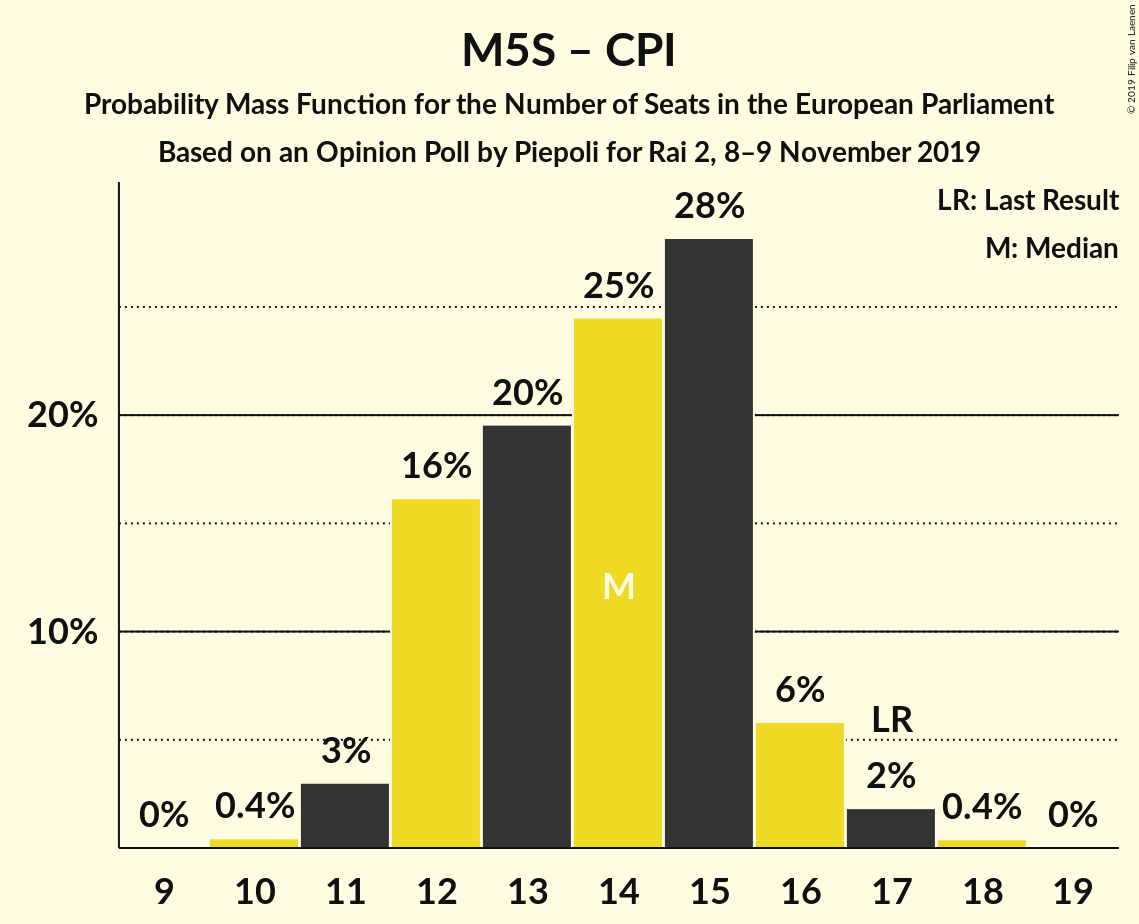 M5S – CPI
Probability Mass Function for the Number of Seats in the European Parliament
Based on an Opinion Poll by Piepoli for Rai 2, 8–9 November 2019
© 2019 Filip van Laenen
LR: Last Result
M: Median
28%
25%
20%
20%
16%
M
10%
6%
LR
3%
2%
0%
0.4%
0.4%
0%
9 10 11 12 13 14 15 16 17 18 19